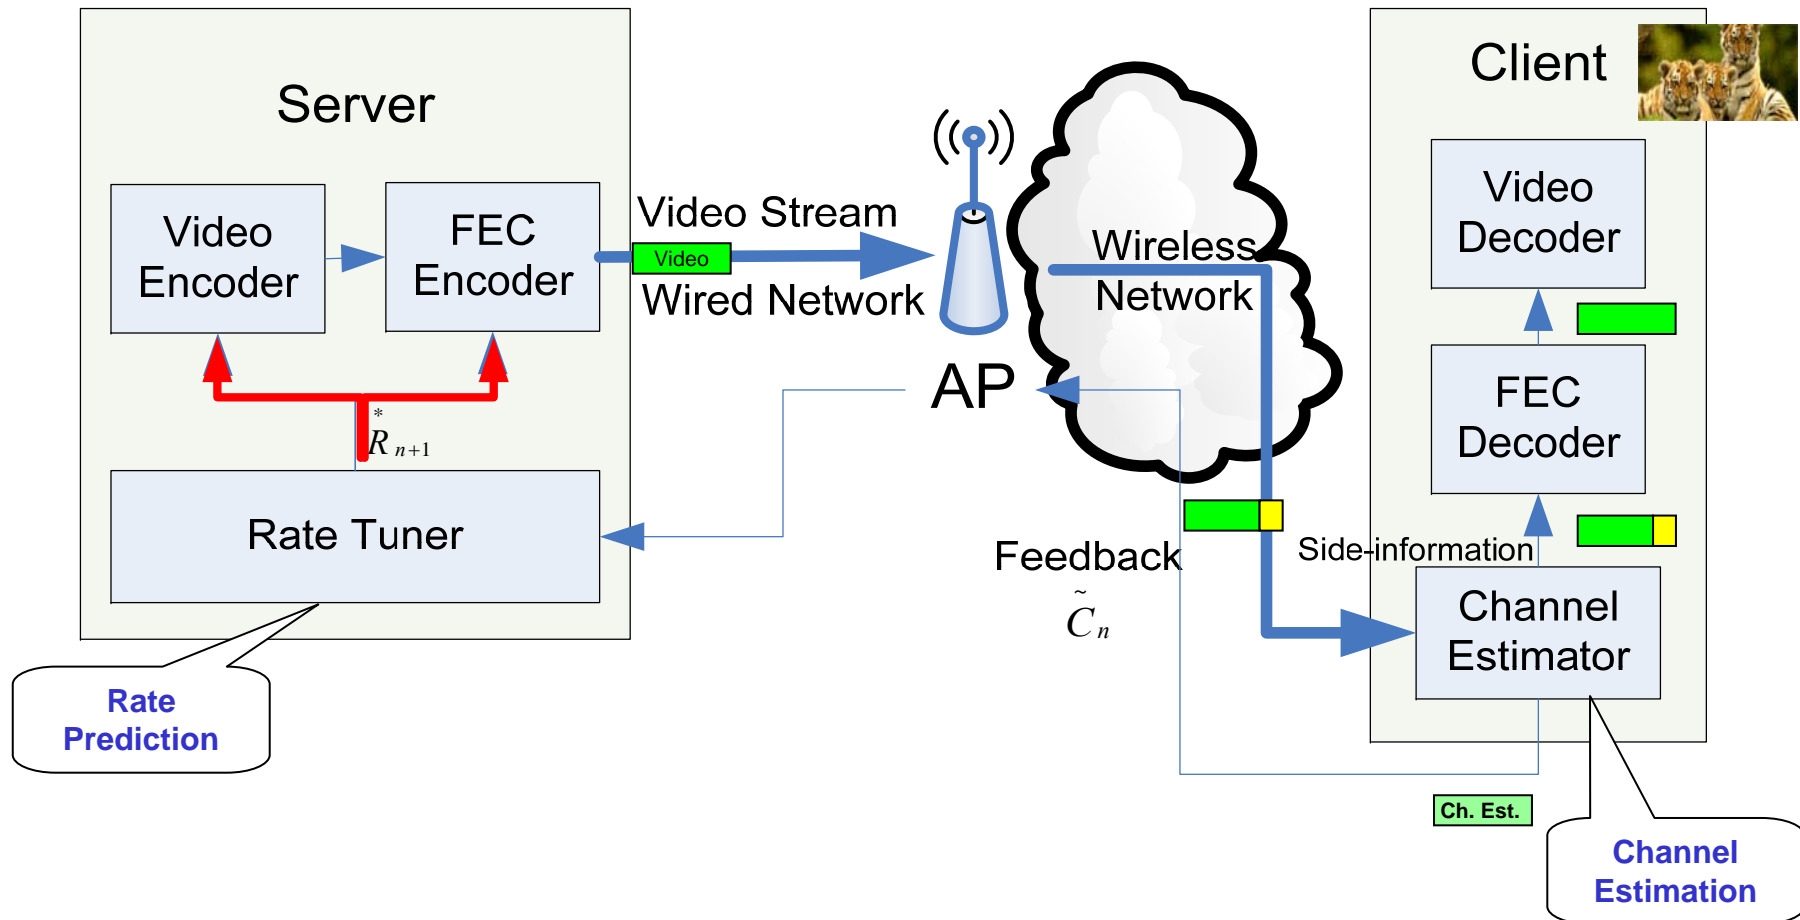 Server
Video
Encoder
FEC
Encoder
*
R n+1
Rate Tuner
Rate
Prediction
Video Stream
Video
Wired Network
AP
Wireless
Network
Feedback
~
C n
Side-information
Client
Video
Decoder
FEC
Decoder
Channel
Estimator
Ch. Est.
Channel
Estimation